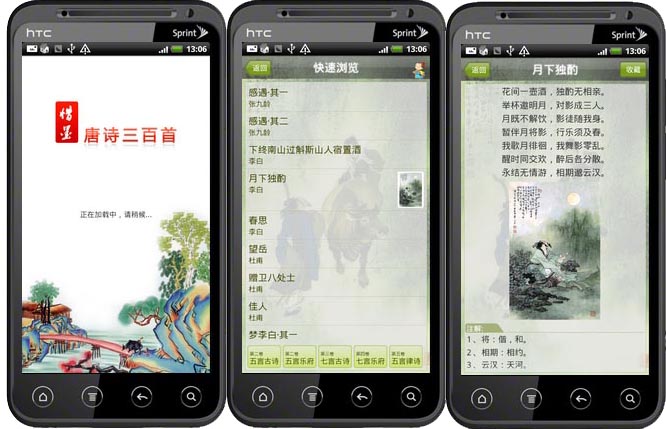 hTC Sprint
13:06
惜墨
唐诗三百首
正在加载中，请稍候...
hTC Sprint
13:06
返回 快速浏览
感遇·其一
张九龄
感遇·其二
张九龄
下终南山过斛斯山人宿置酒
李白
月下独酌
李白
春思
李白
望岳
杜甫
赠卫八处士
杜甫
佳人
杜甫
梦李白·其一
第二卷 第三卷 第四卷 第五卷
五言古诗 五言乐府 七言古诗 七言乐府 五言律诗
hTC Sprint
13:06
返回 月下独酌 收藏
花间一壶酒，独酌无相亲。
举杯邀明月，对影成三人。
月既不解饮，影徒随我身。
暂伴月将影，行乐须及春。
我歌月徘徊，我舞影零乱。
醒时同交欢，醉后各分散。
永结无情游，相期邈云汉。
注解：
1、将：偕，和。
2、相期：相约。
3、云汉：天河。